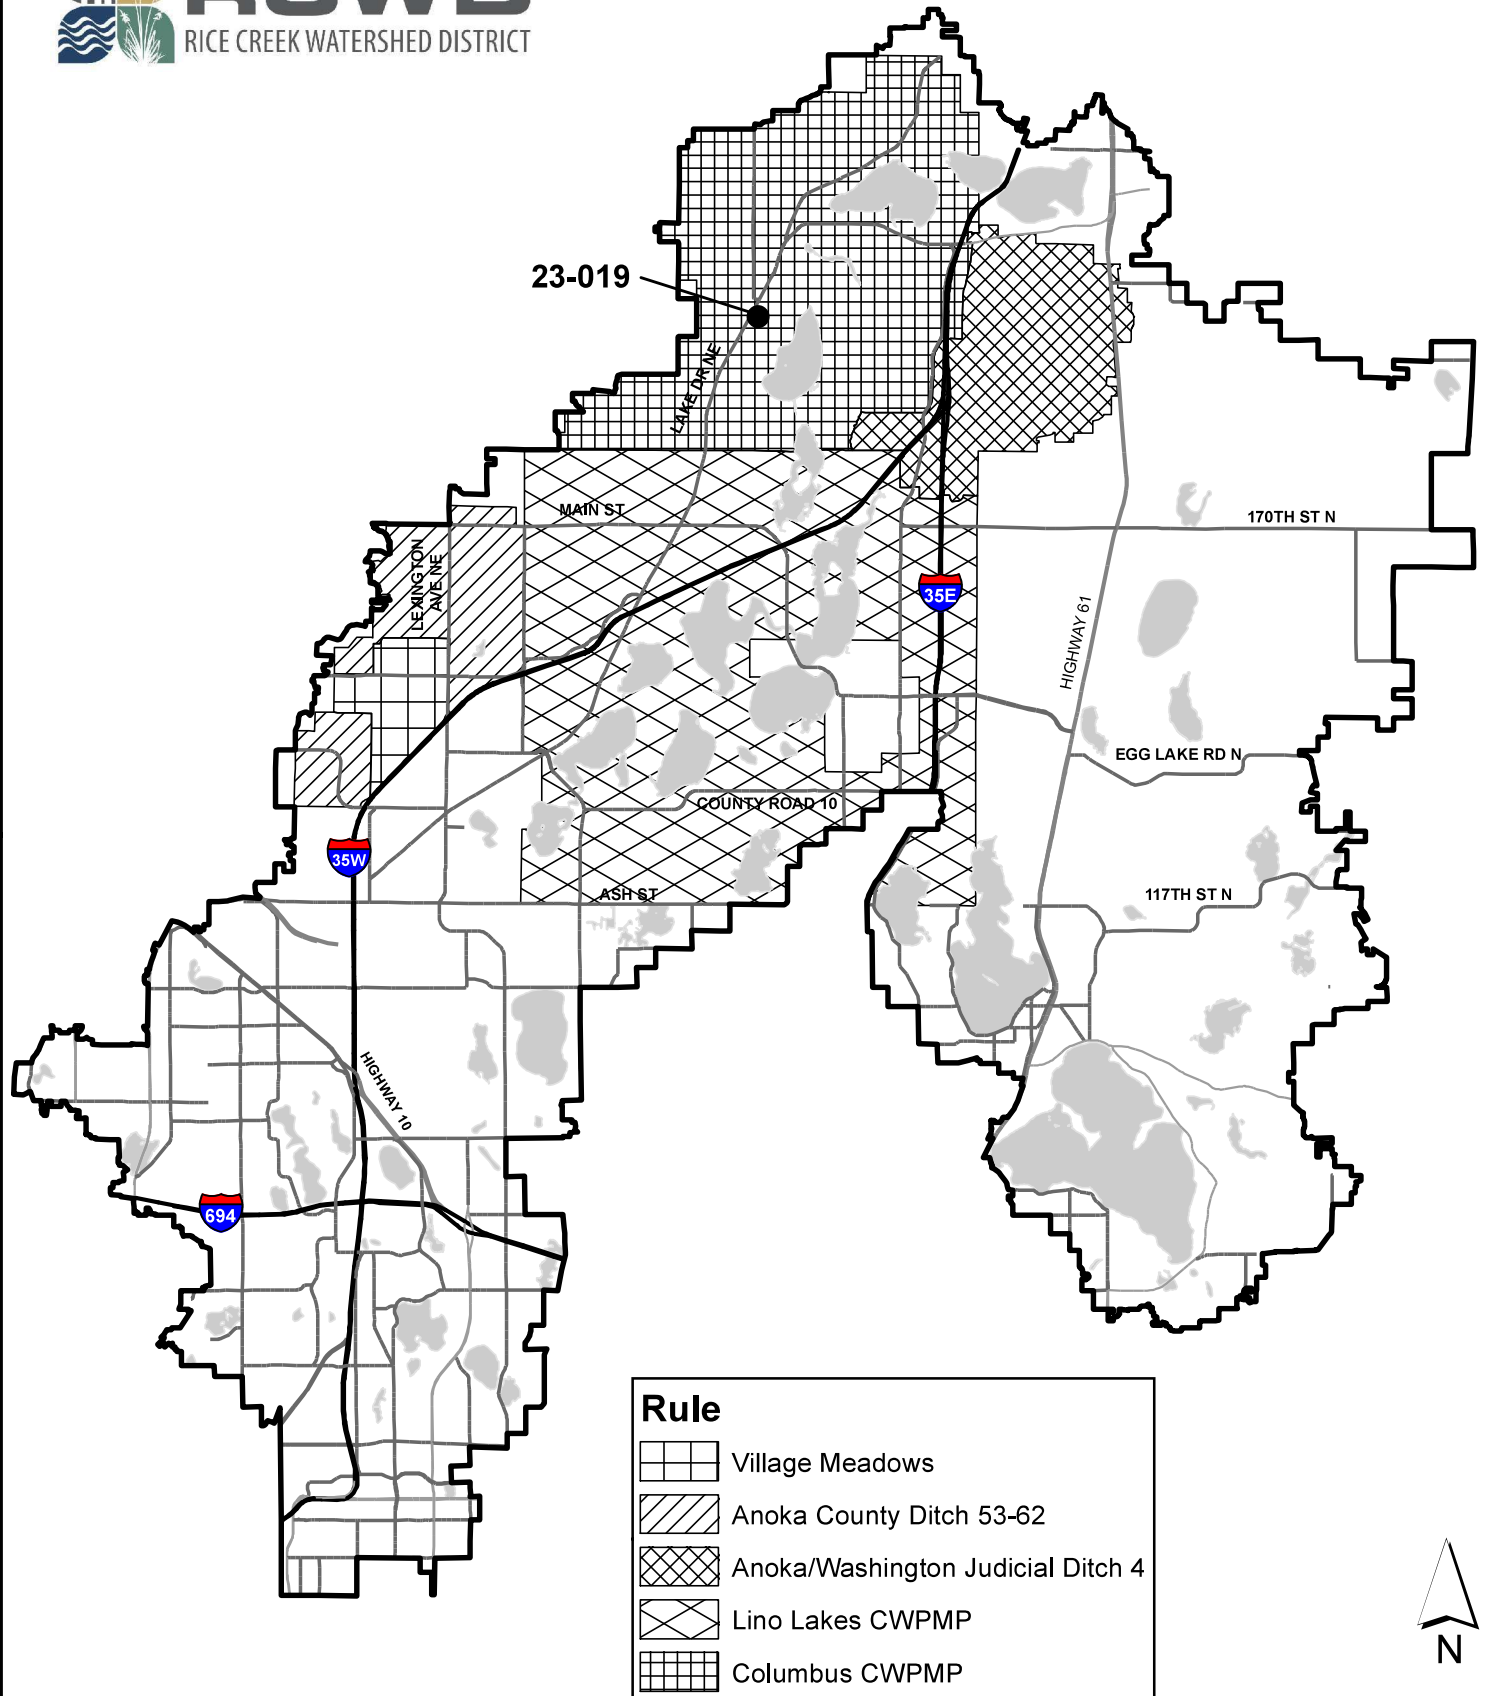 RCWD
RICE CREEK WATERSHED DISTRICT
23-019
LAKE DR NE
MAIN ST
170TH ST N
LEXINGTON
AVE NE
35E
HIGHWAY 61
EGG LAKE RD N
COUNTY ROAD 10
35W
ASH ST
117TH ST N
HIGHWAY 10
694
Rule
Village Meadows
Anoka County Ditch 53-62
Anoka/Washington Judicial Ditch 4
Lino Lakes CWPMP
Columbus CWPMP
N